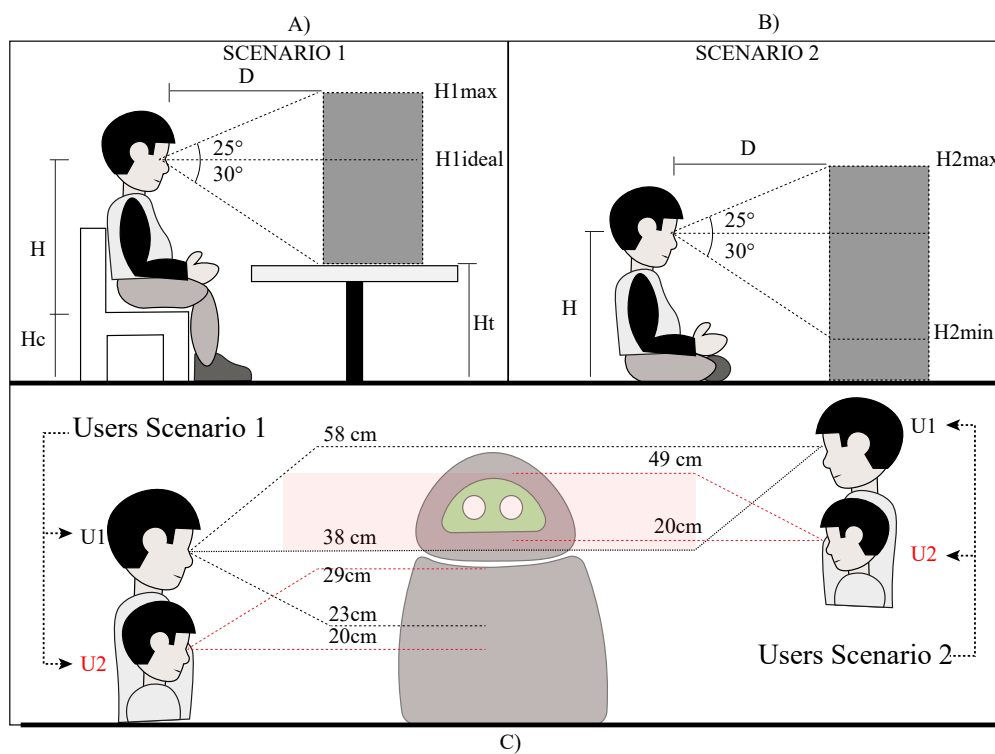 A)
B)
SCENARIO 1
SCENARIO 2
D
H1max
25°
H1ideal
30°
H
Hc
Ht
D
H2max
25°
30°
H
H2min
Users Scenario 1
58 cm
U1
49 cm
U1
38 cm
20cm
29cm
U2
23cm
20cm
U2
Users Scenario 2
C)